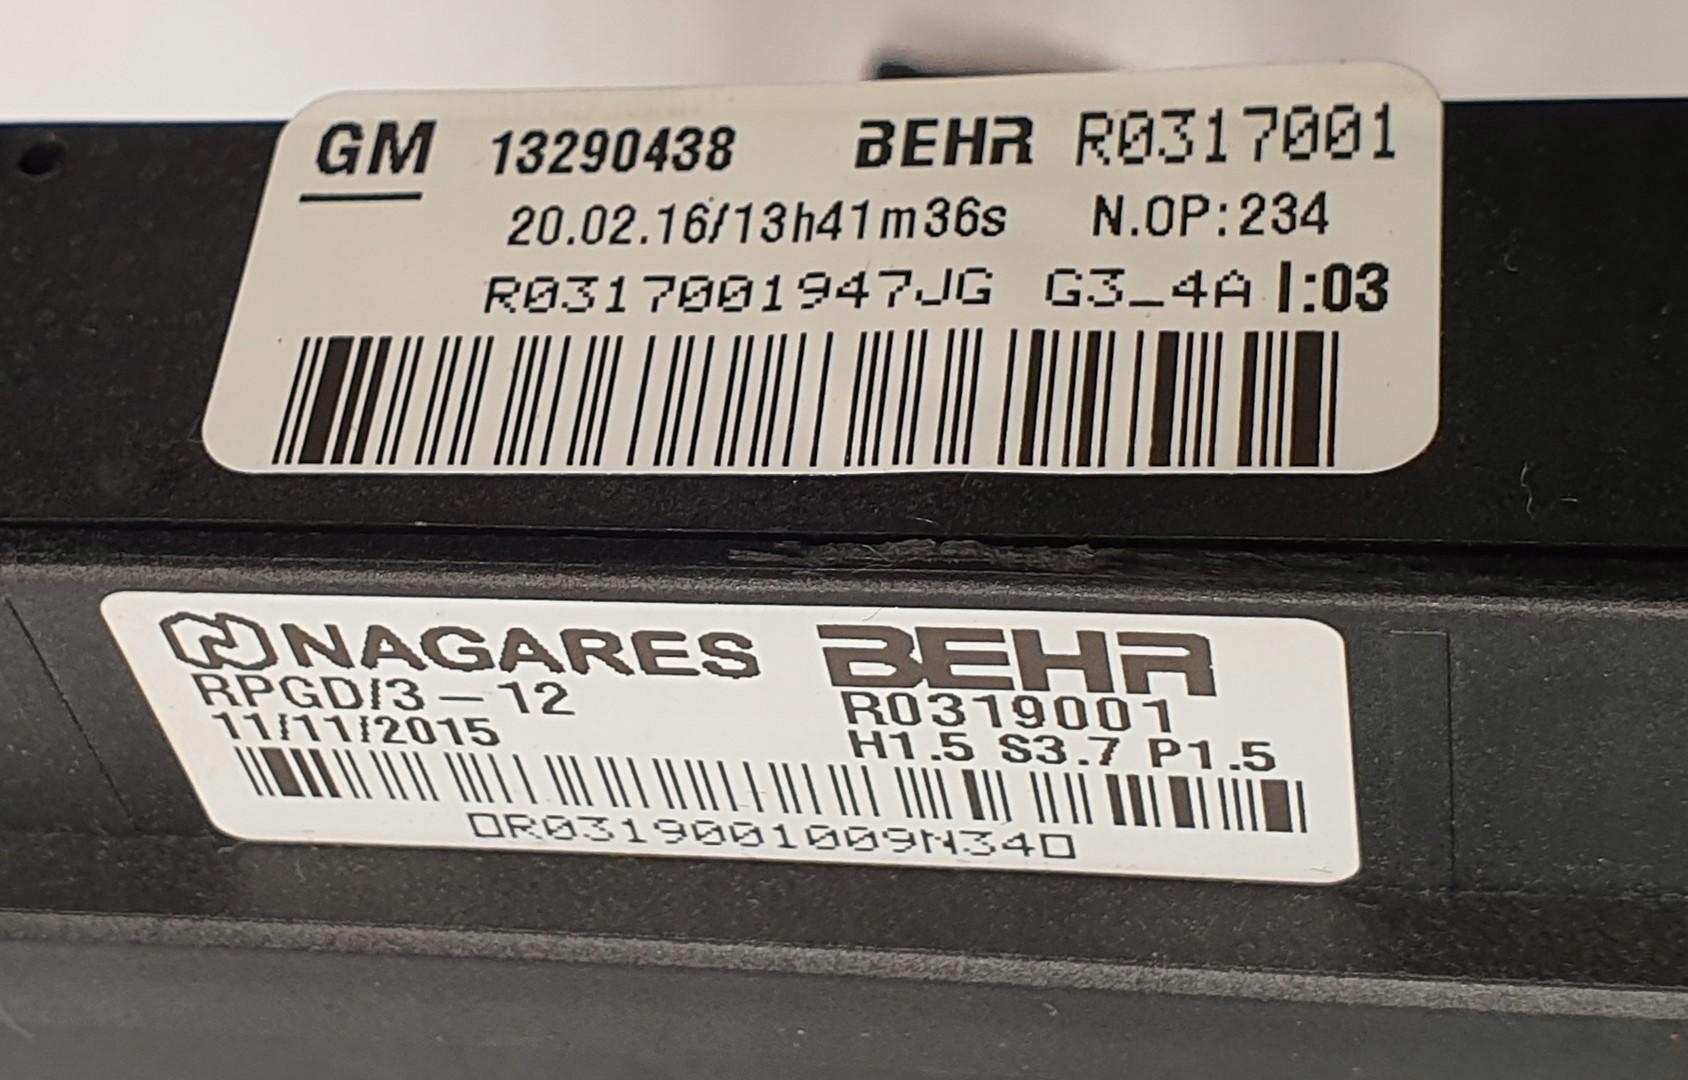 GM 13290438 BEHR R0317001
20.02.16/13h41m36s N.OP:234
R0317001947JG G3_4A I:03
NAGARES BEHR
RPGD/3-12 R0319001
11/11/2015 H1.5 S3.7 P1.5
R0319001009N34